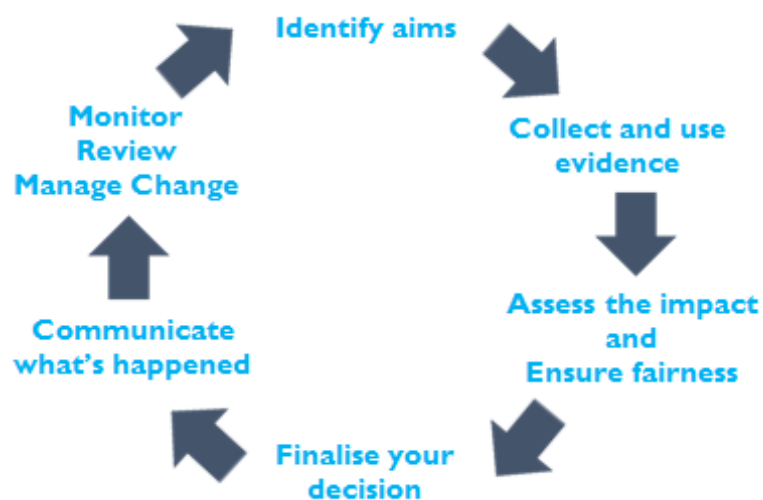 Identify aims
Collect and use
evidence
Assess the impact
and
Ensure fairness
Finalise your
decision
Communicate
what's happened
Monitor
Review
Manage Change